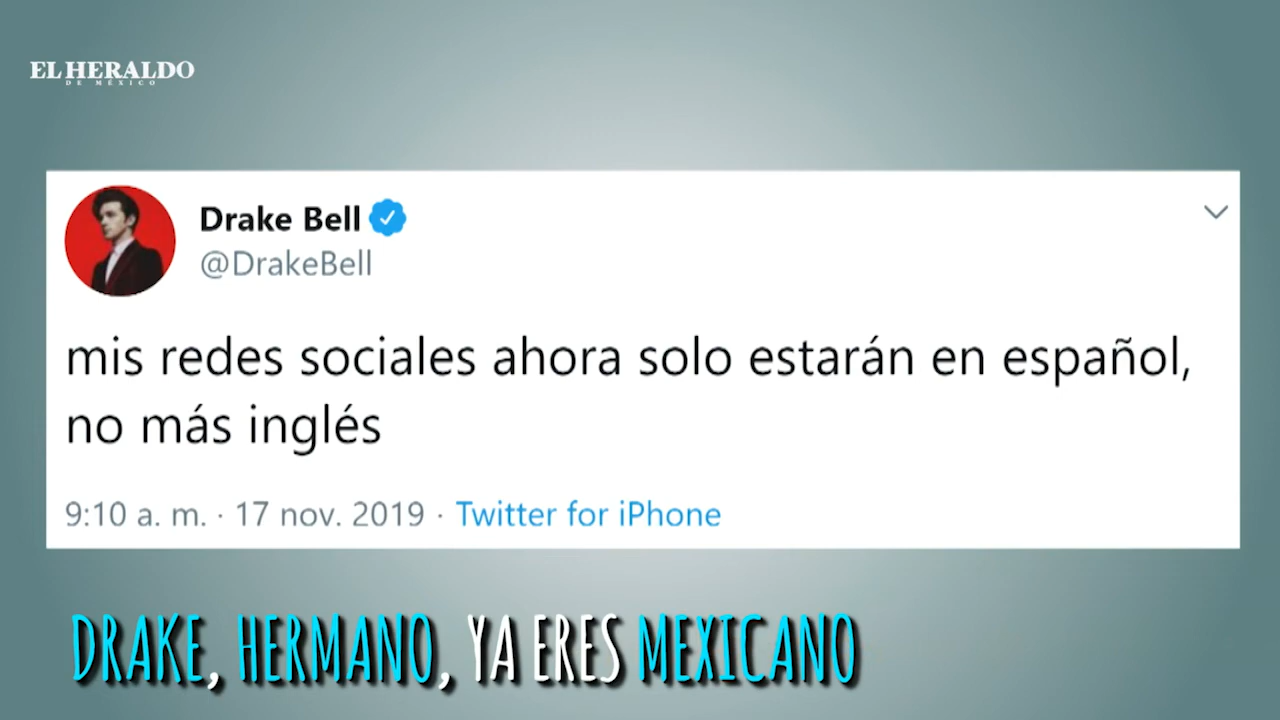 EL HERALDO
DE MÉXICO
Drake Bell
@DrakeBell
mis redes sociales ahora solo estarán en español,
no más inglés
9:10 a. m. · 17 nov. 2019 · Twitter for iPhone
DRAKE, HERMANO, YA ERES MEXICANO